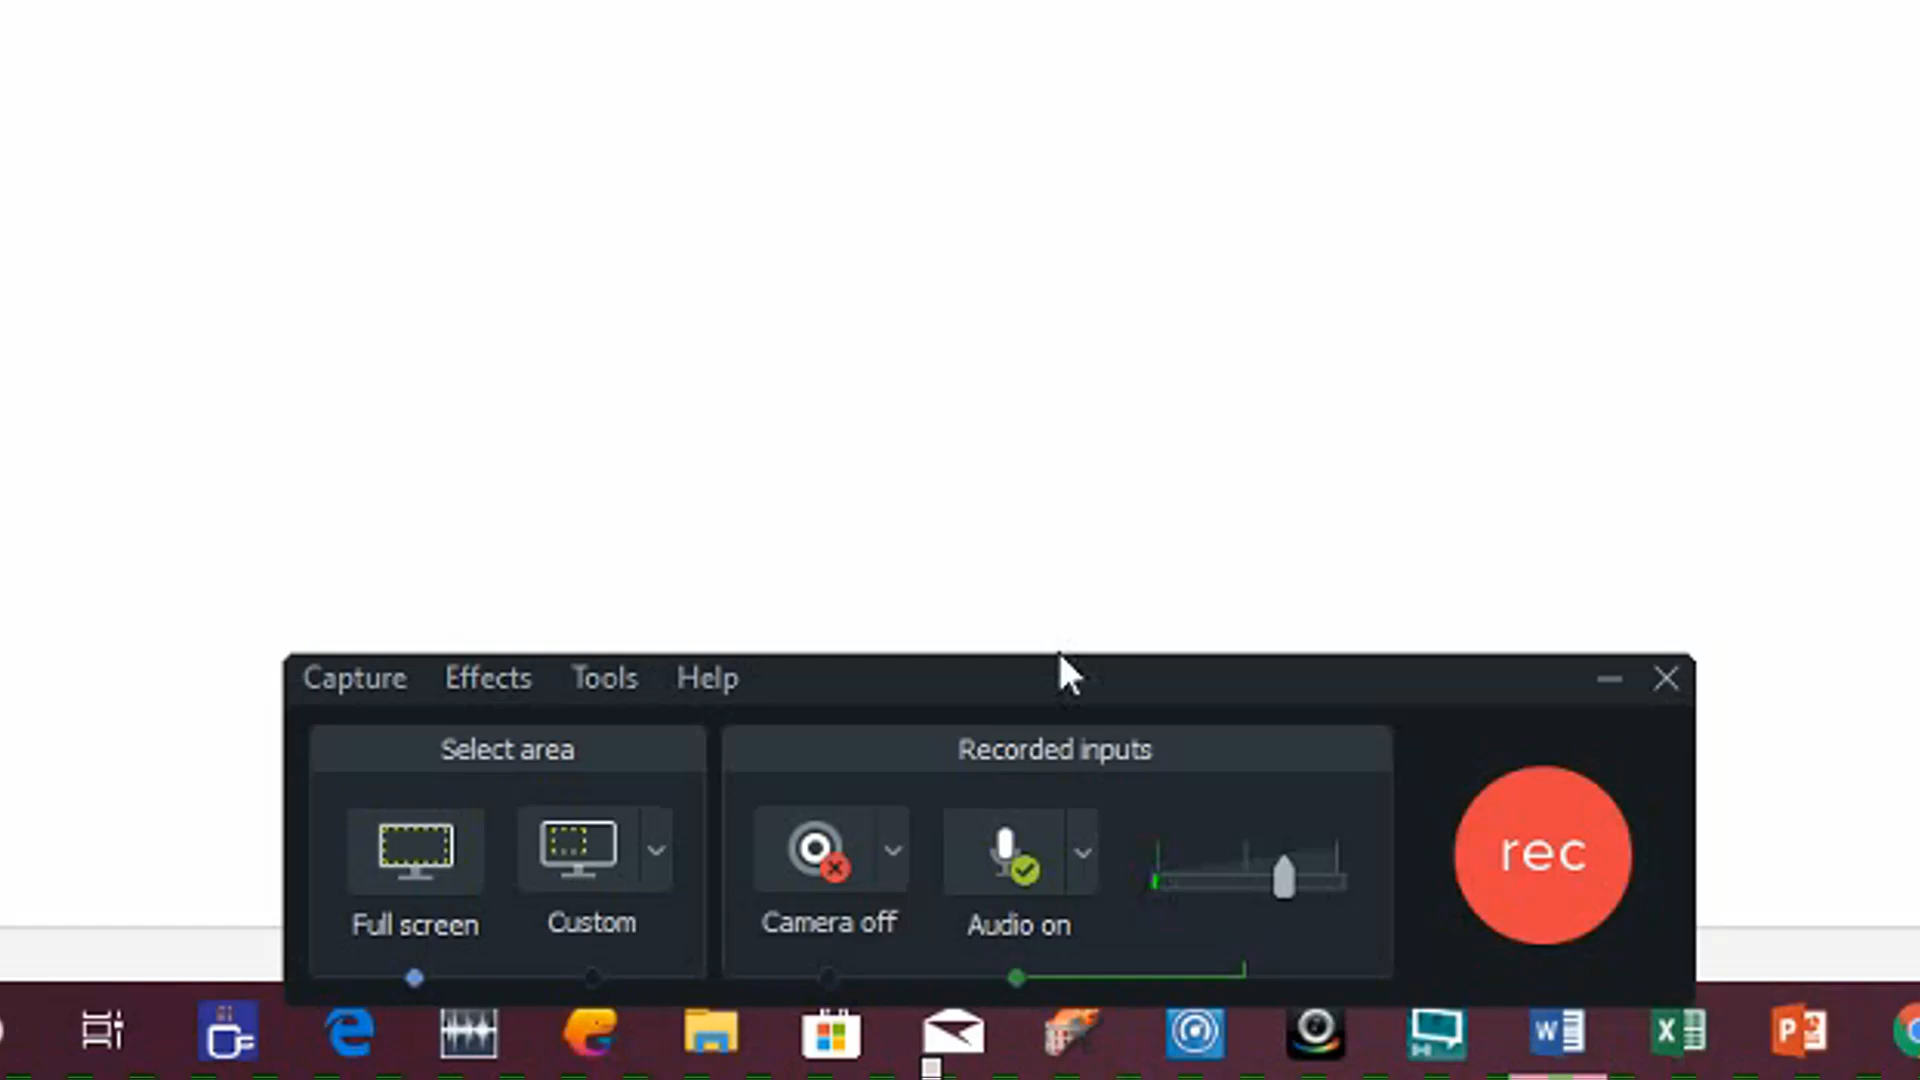 Capture Effects Tools Help
Select area
Recorded inputs
rec
Full screen
Custom
Camera off
Audio on
W
X
P